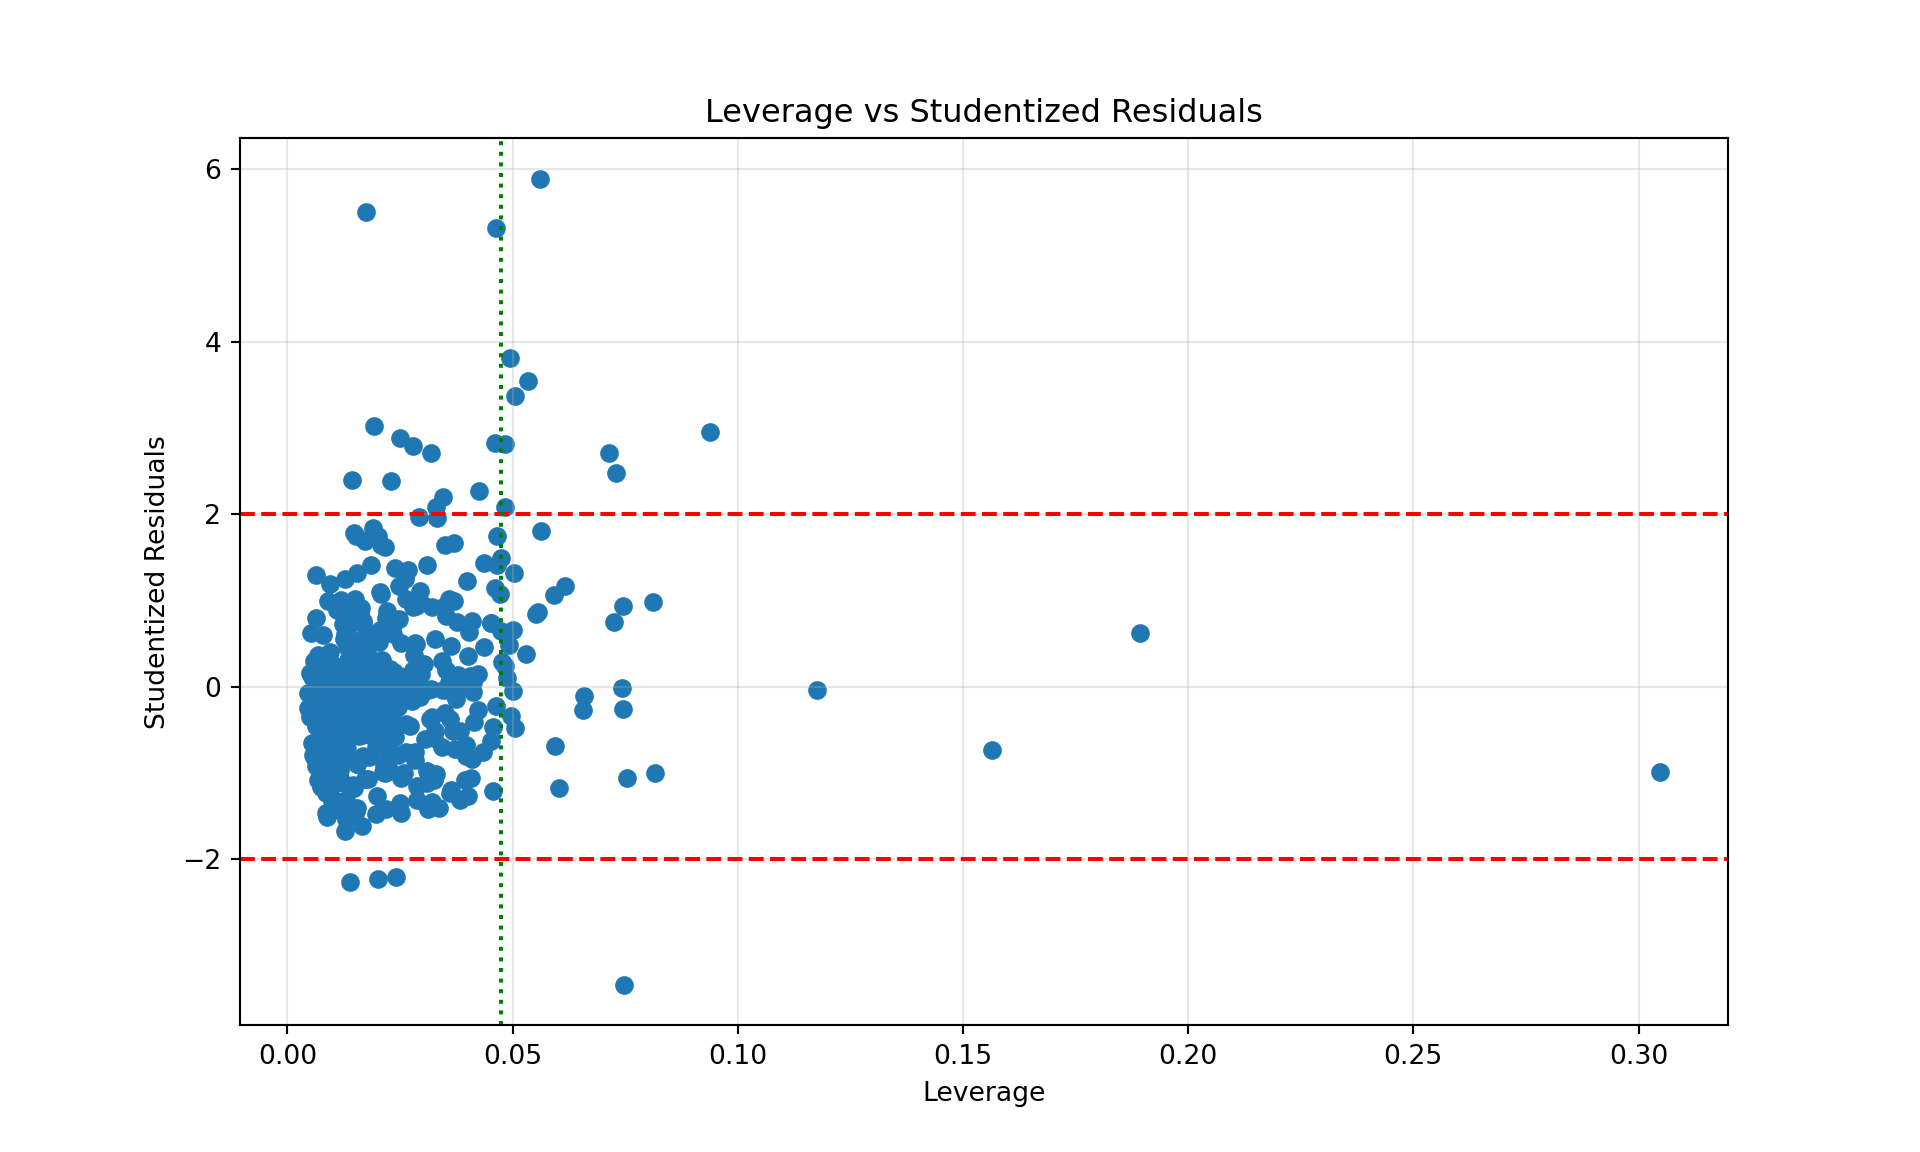 Leverage vs Studentized Residuals
6
4
2
0
−2
Studentized Residuals
0.00 0.05 0.10 0.15 0.20 0.25 0.30
Leverage